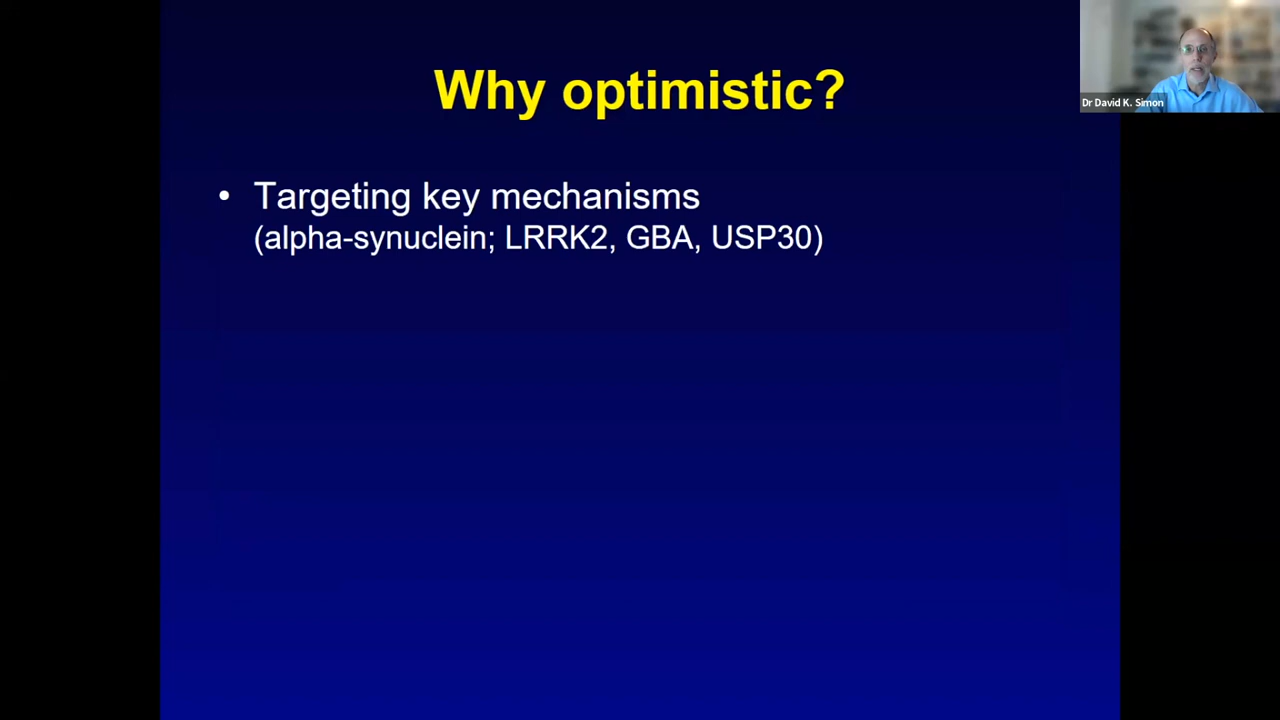 Why optimistic?
• Targeting key mechanisms
(alpha-synuclein; LRRK2, GBA, USP30)
Dr David K. Simon